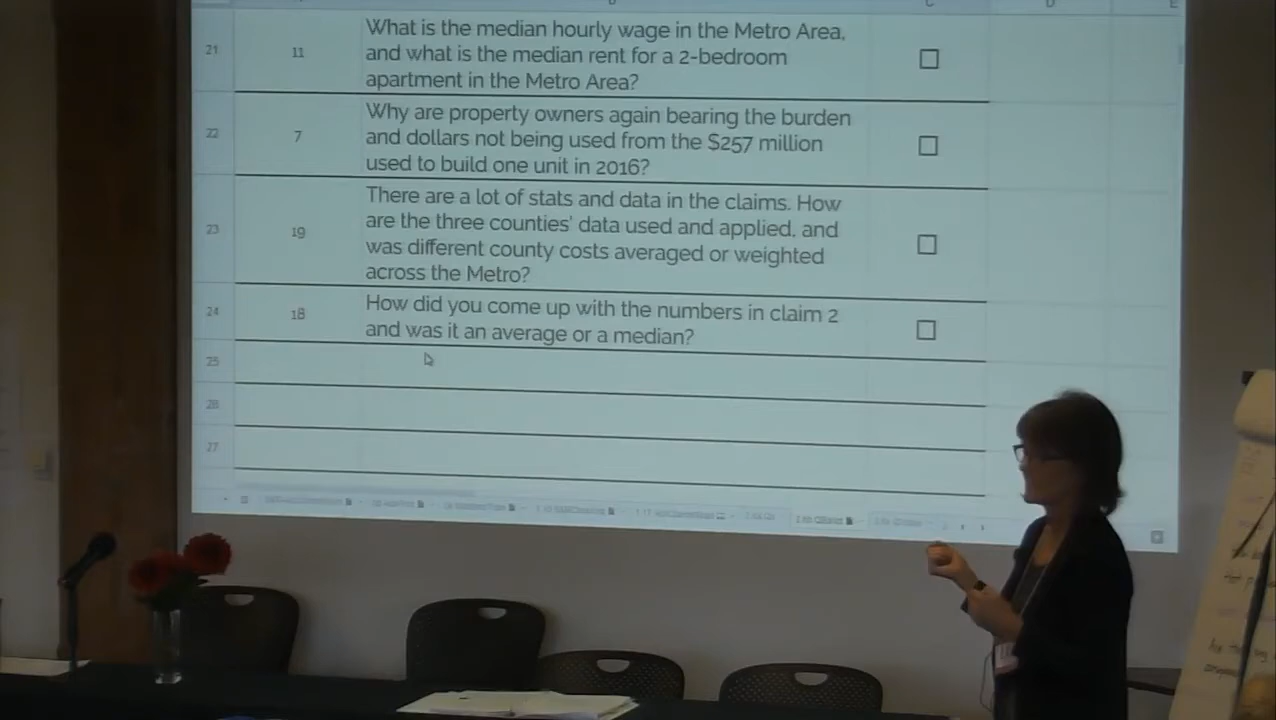 B C D E
21 11 What is the median hourly wage in the Metro Area,
and what is the median rent for a 2-bedroom
apartment in the Metro Area?
22 7 Why are property owners again bearing the burden
and dollars not being used from the $257 million
used to build one unit in 2016?
23 19 There are a lot of stats and data in the claims. How
are the three counties' data used and applied, and
was different county costs averaged or weighted
across the Metro?
24 18 How did you come up with the numbers in claim 2
and was it an average or a median?
25
26
27